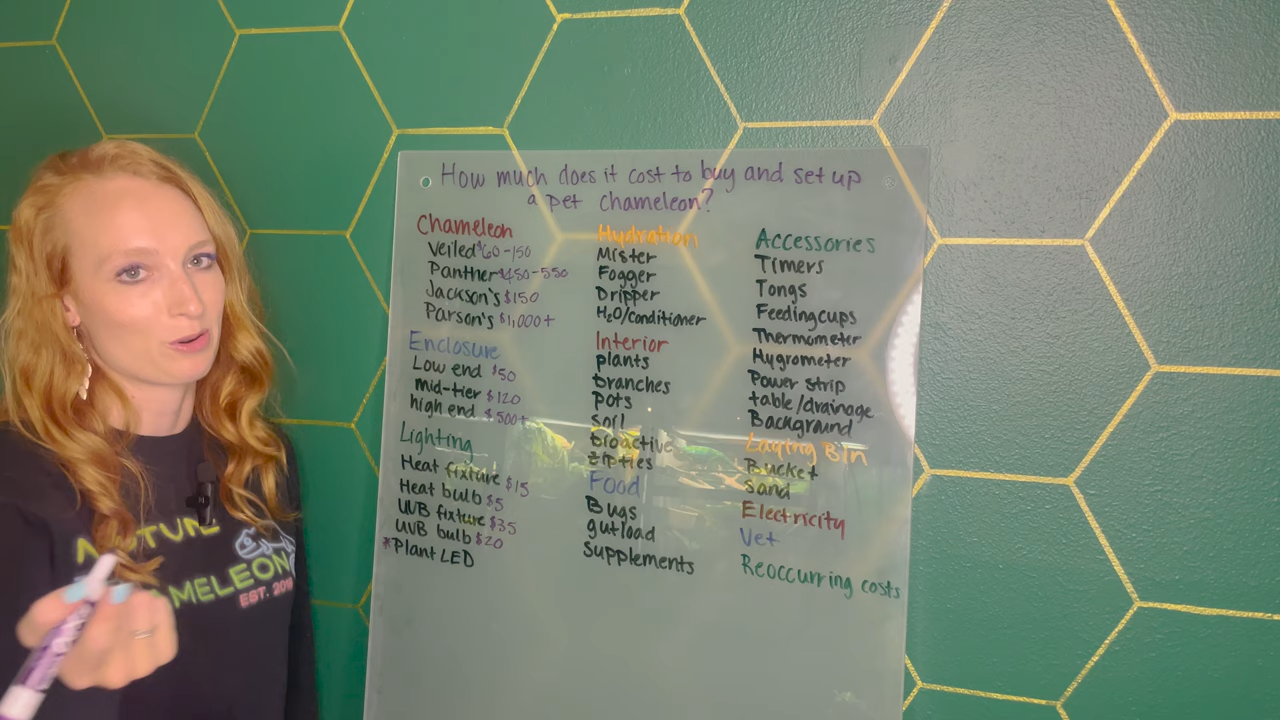 How much does it cost to buy and set up
a pet chameleon?
Chameleon
Veiled $60-150
Panther $450-550
Jackson's $150
Parson's $1,000+
Enclosure
Low end $50
mid-tier $120
high end $500+
Lighting
Heat fixture $15
Heat bulb $5
UVB fixture $35
UVB bulb $20
*Plant LED
Hydration
Mister
Fogger
Dripper
H2O/conditioner
Interior
plants
branches
pots
soil
bioactive
zipties
Food
Bugs
gutload
Supplements
Accessories
Timers
Tongs
Feeding cups
Thermometer
Hygrometer
Power strip
table/drainage
Background
Laying Bin
Bucket
Sand
Electricity
Vet
Reoccurring costs
EST.